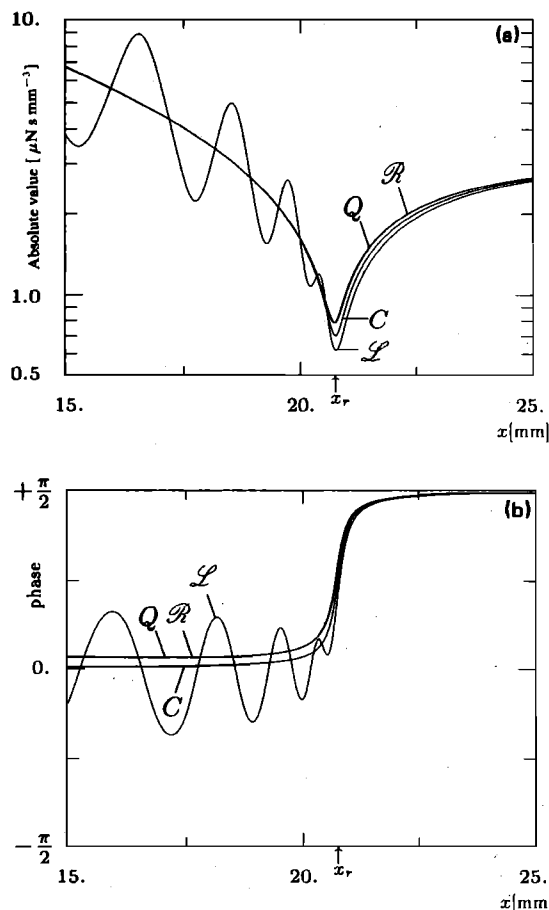 (a)
10.
1.0
0.5
Absolute value [ μN s mm⁻³ ]
Q
ℛ
C
ℒ
15.
20.
x_r
25.
x[mm]
(b)
+π/2
0.
−π/2
phase
ℒ
Q
ℛ
C
15.
20.
x_r
25.
x[mm